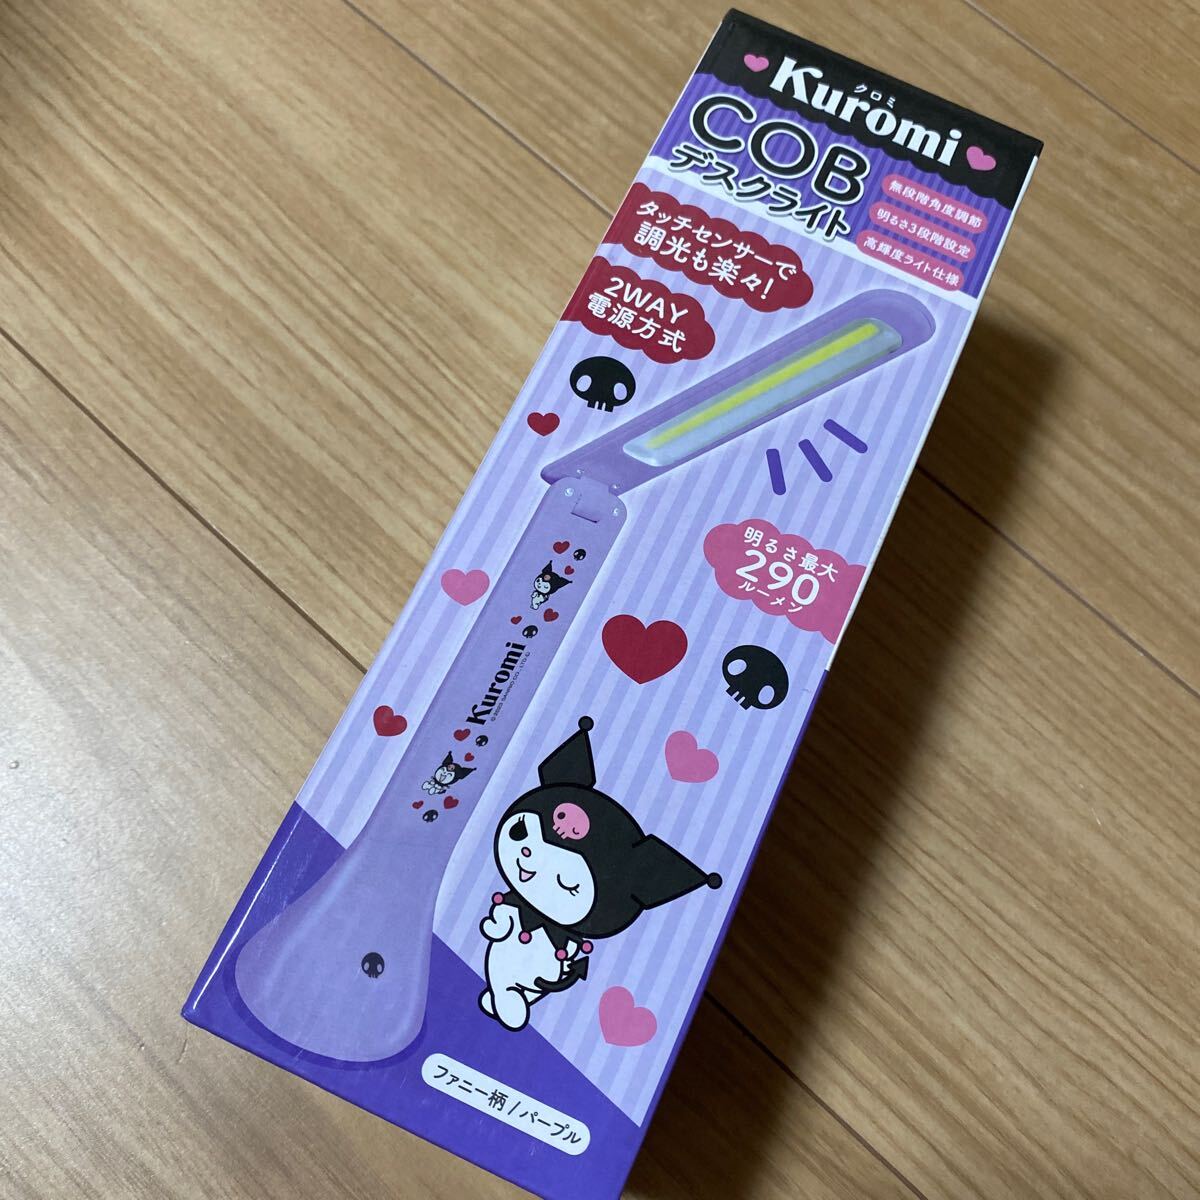 Kuromi
クロミ
COB
デスクライト
無段階角度調節
明るさ3段階設定
高輝度ライト仕様
タッチセンサーで
調光も楽々!
2WAY
電源方式
明るさ最大
290
ルーメン
Kuromi
ファニー柄/パープル